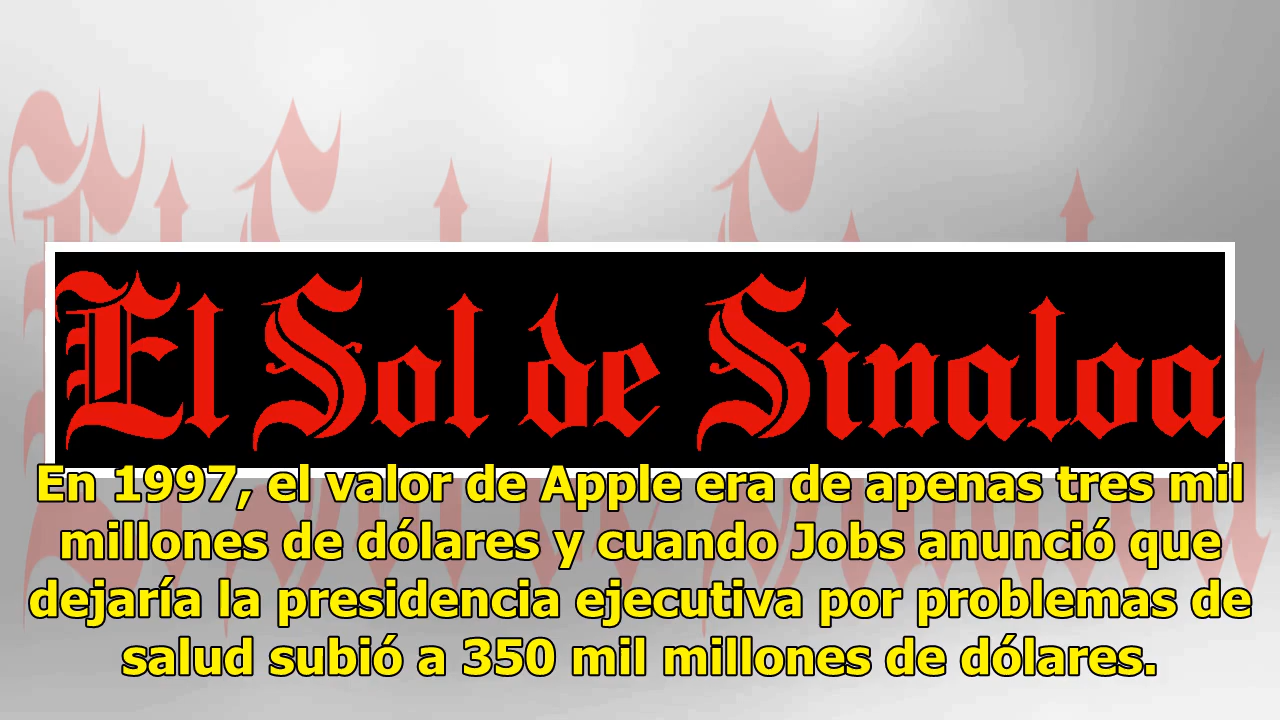 El Sol de Sinaloa
En 1997, el valor de Apple era de apenas tres mil
millones de dólares y cuando Jobs anunció que
dejaría la presidencia ejecutiva por problemas de
salud subió a 350 mil millones de dólares.